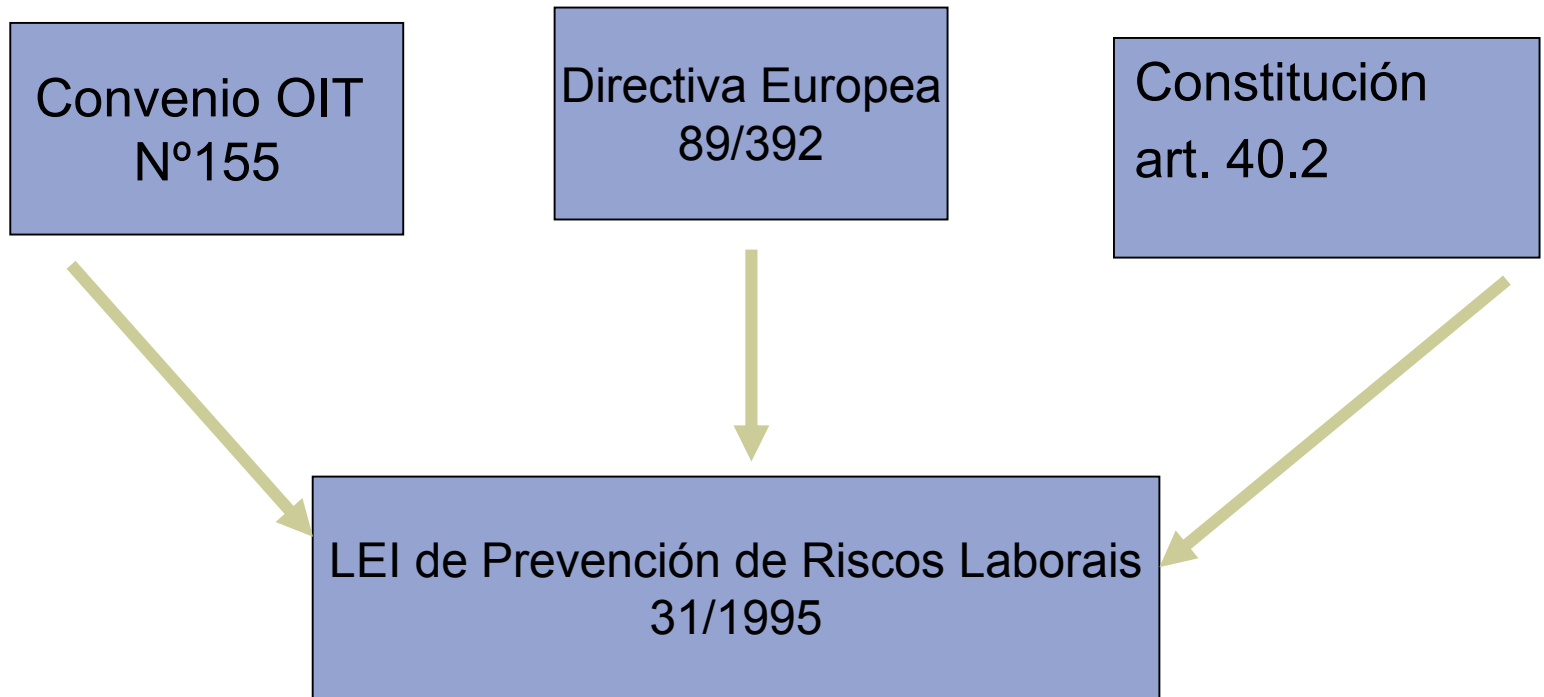 Convenio OIT
Nº155
Directiva Europea
89/392
Constitución
art. 40.2
LEI de Prevención de Riscos Laborais
31/1995